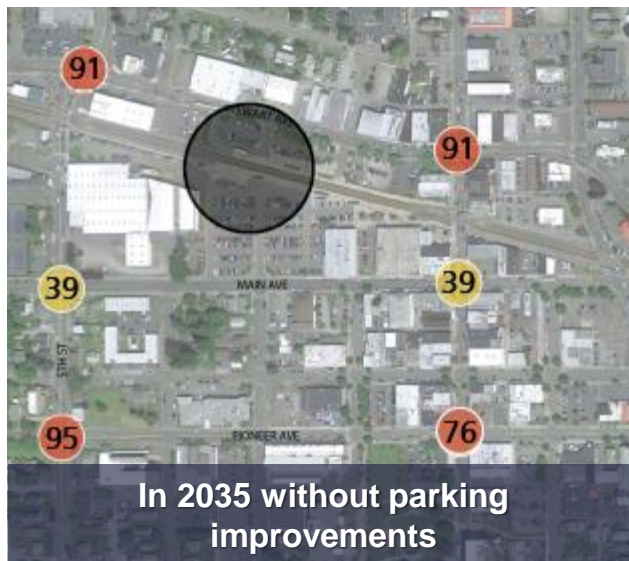 91
91
39
MAIN AVE
39
5TH ST
95
PIONEER AVE
76
In 2035 without parking
improvements